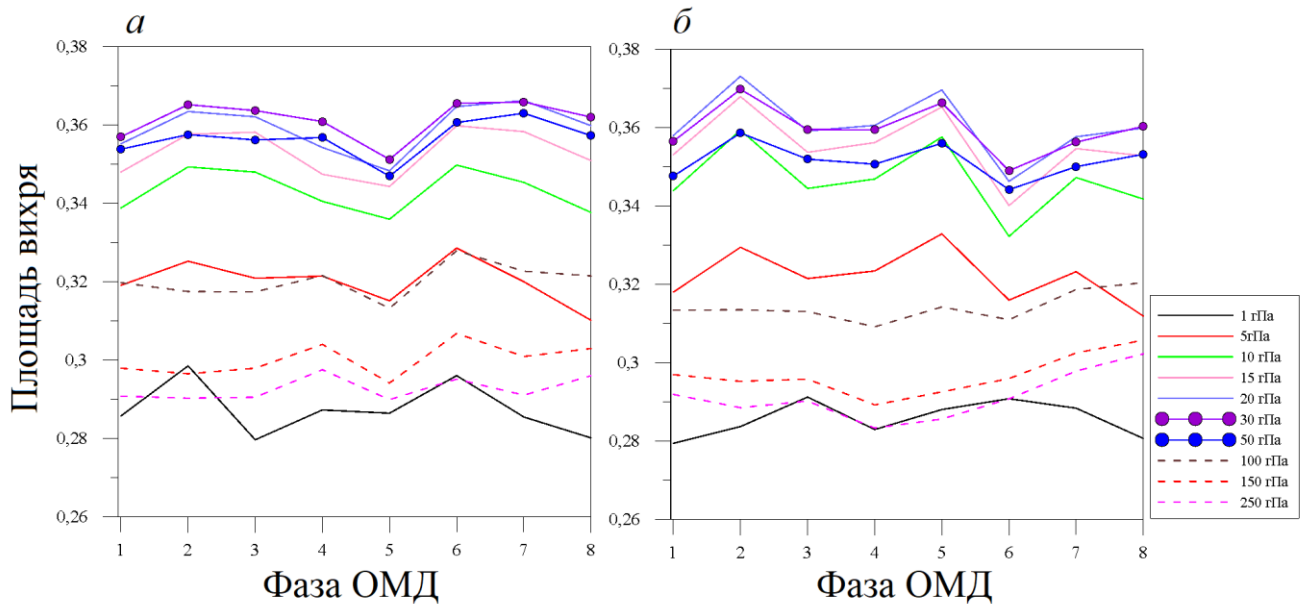 а
б
Площадь вихря
0,38
0,36
0,34
0,32
0,3
0,28
0,26
1 2 3 4 5 6 7 8
Фаза ОМД
0,38
0,36
0,34
0,32
0,3
0,28
0,26
1 2 3 4 5 6 7 8
Фаза ОМД
1 гПа
5гПа
10 гПа
15 гПа
20 гПа
30 гПа
50 гПа
100 гПа
150 гПа
250 гПа